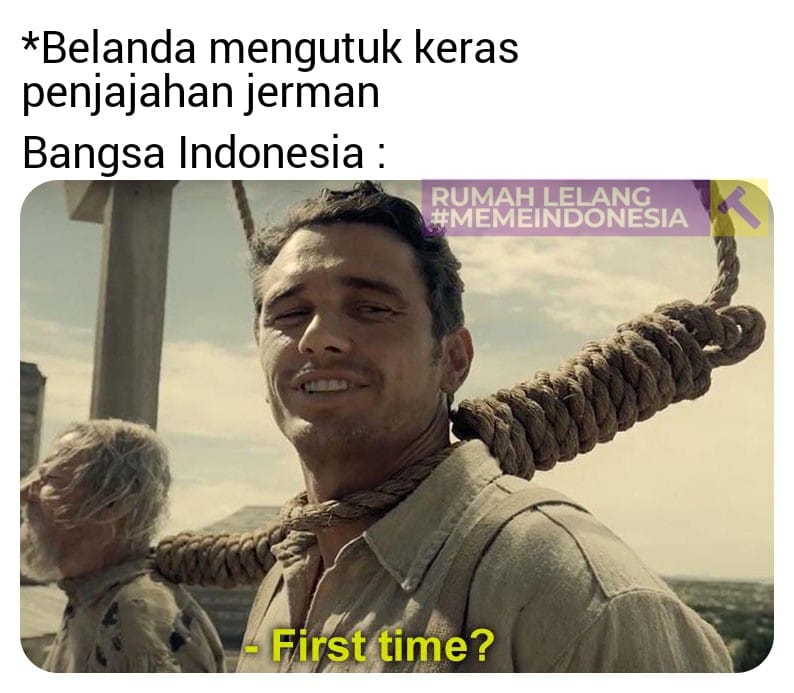 *Belanda mengutuk keras
penjajahan jerman
Bangsa Indonesia :
RUMAH LELANG
#MEMEINDONESIA
- First time?